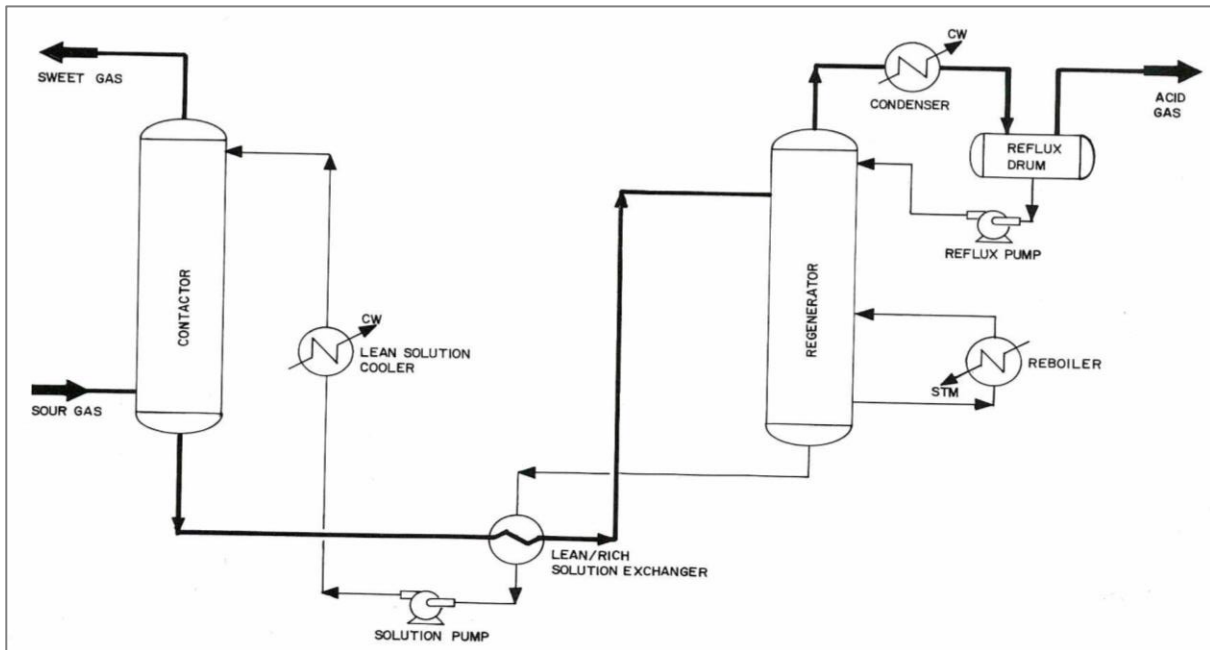 SWEET GAS
CONTACTOR
SOUR GAS
CW
LEAN SOLUTION
COOLER
SOLUTION PUMP
LEAN/RICH
SOLUTION EXCHANGER
REGENERATOR
CW
CONDENSER
REFLUX
DRUM
ACID
GAS
REFLUX PUMP
STM
REBOILER